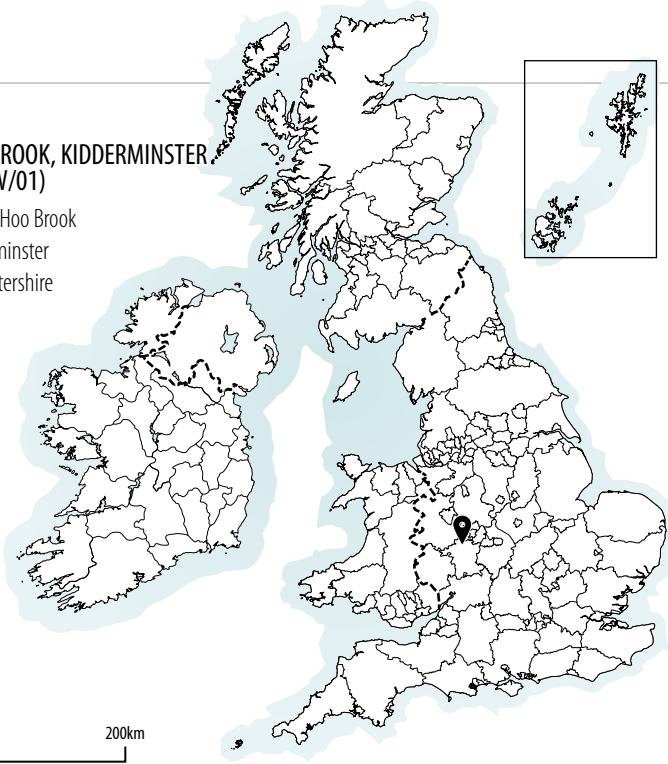 ROOK, KIDDERMINSTER
/01)
Hoo Brook
minster
tershire
200km